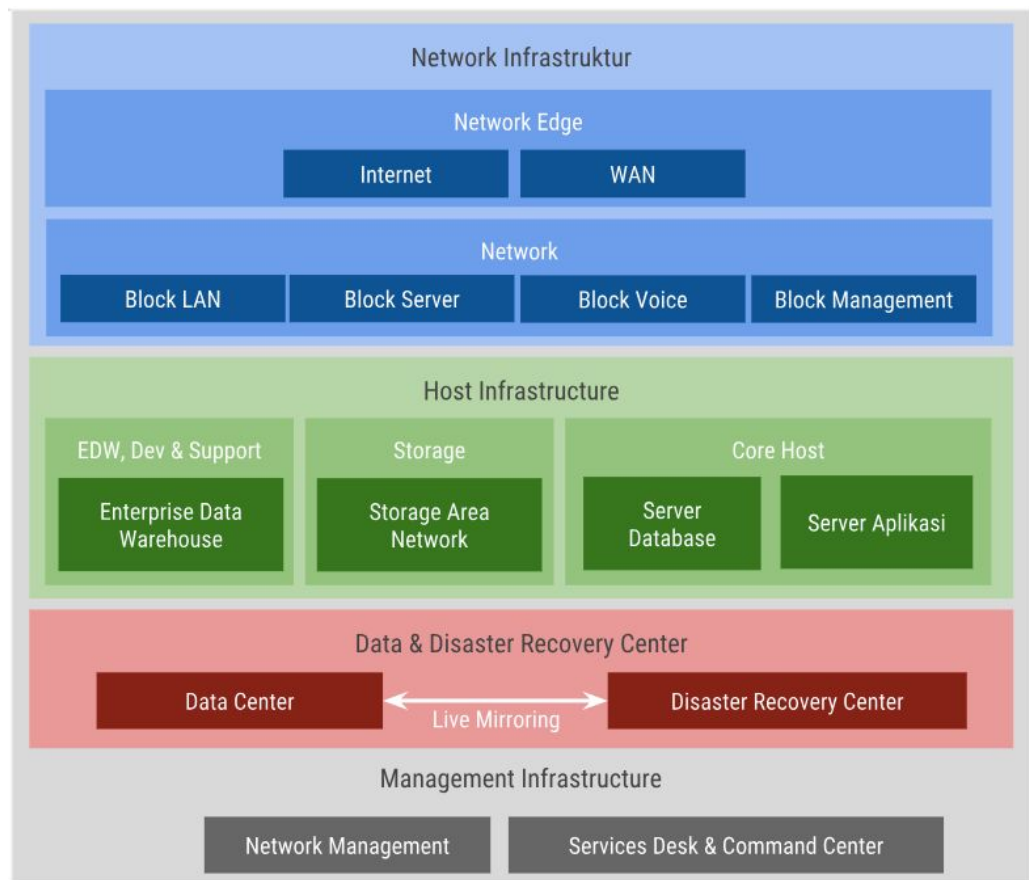 Network Infrastruktur
Network Edge
Internet
WAN
Network
Block LAN
Block Server
Block Voice
Block Management
Host Infrastructure
EDW, Dev & Support
Storage
Core Host
Enterprise Data
Warehouse
Storage Area
Network
Server
Database
Server Aplikasi
Data & Disaster Recovery Center
Data Center
Live Mirroring
Disaster Recovery Center
Management Infrastructure
Network Management
Services Desk & Command Center